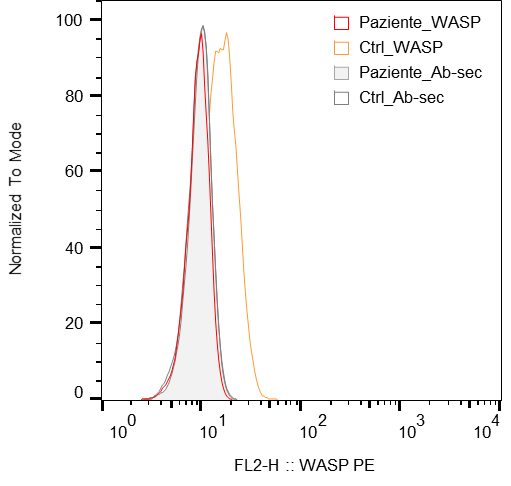 Paziente_WASP
Ctrl_WASP
Paziente_Ab-sec
Ctrl_Ab-sec
Normalized To Mode
100
80
60
40
20
0
10^0 10^1 10^2 10^3 10^4
FL2-H :: WASP PE